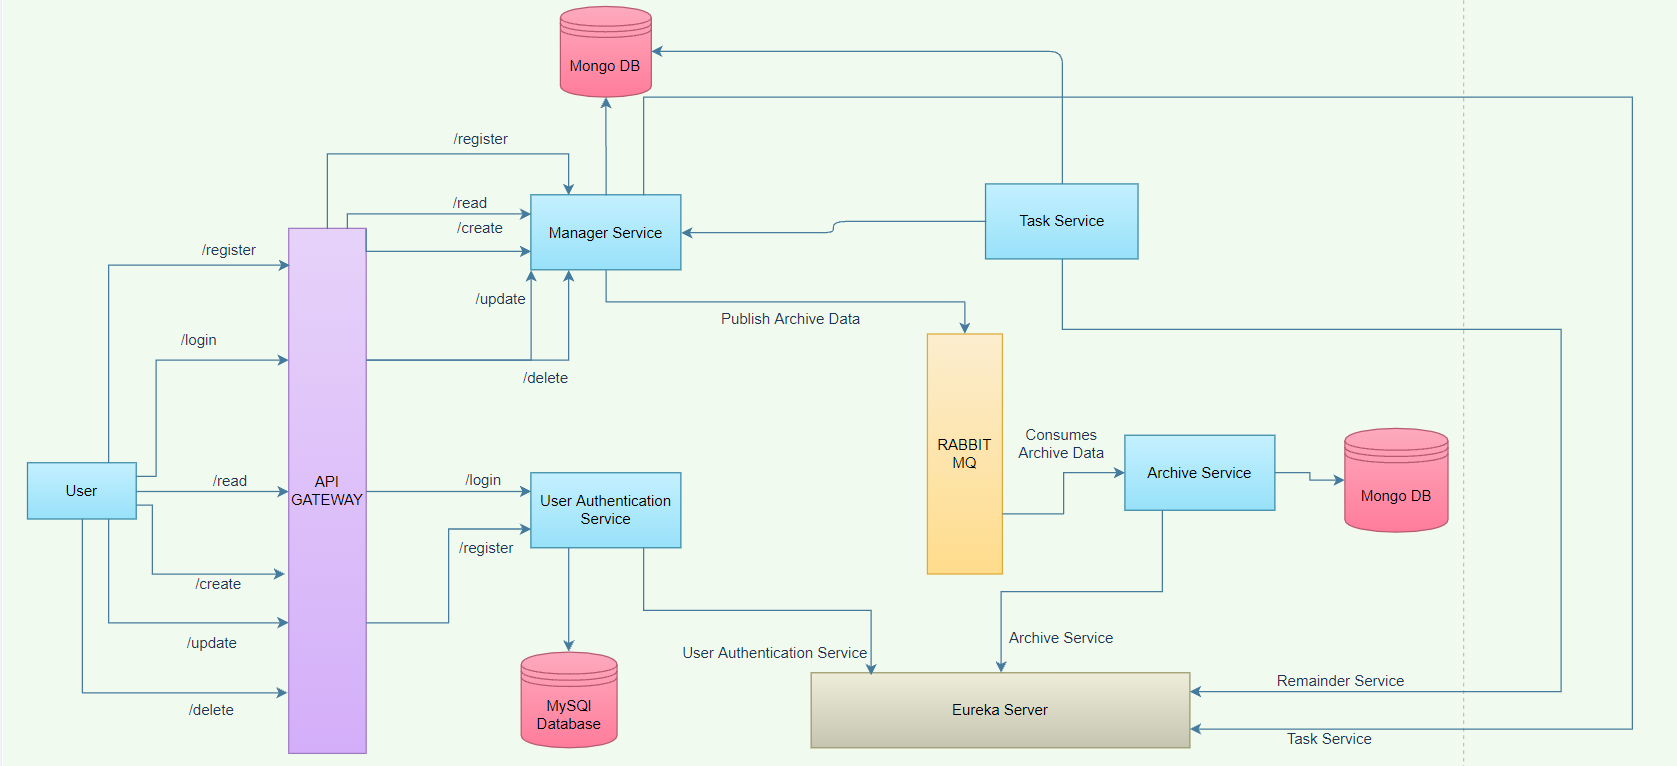 Mongo DB
/register
/read
/create
Manager Service
Task Service
/register
/update
Publish Archive Data
/login
/delete
RABBIT
MQ
Consumes
Archive Data
Archive Service
Mongo DB
User
/read
API
GATEWAY
/login
User Authentication
Service
/register
/create
/update
/delete
MySQl
Database
User Authentication Service
Archive Service
Eureka Server
Remainder Service
Task Service